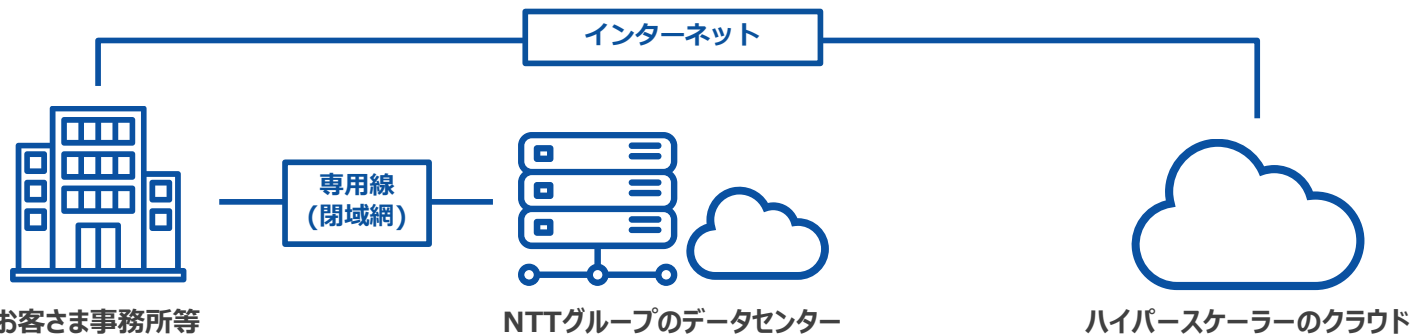 インターネット
専用線
(閉域網)
お客さま事務所等
NTTグループのデータセンター
ハイパースケーラーのクラウド